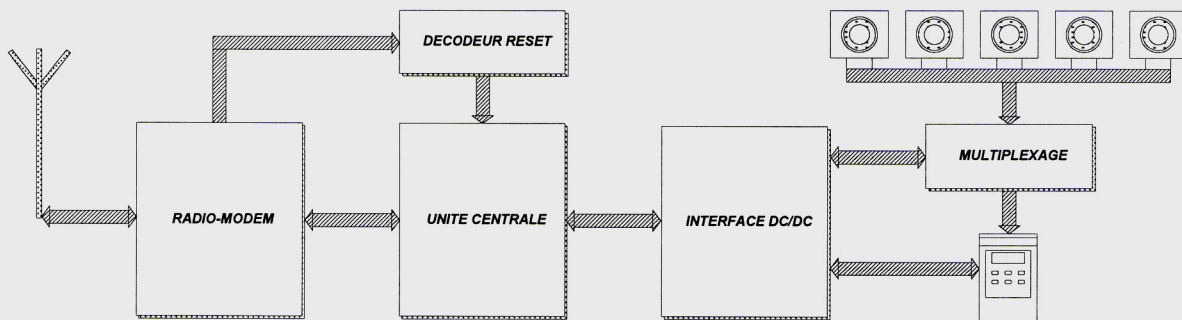 DECODEUR RESET
MULTIPLEXAGE
RADIO-MODEM
UNITE CENTRALE
INTERFACE DC/DC